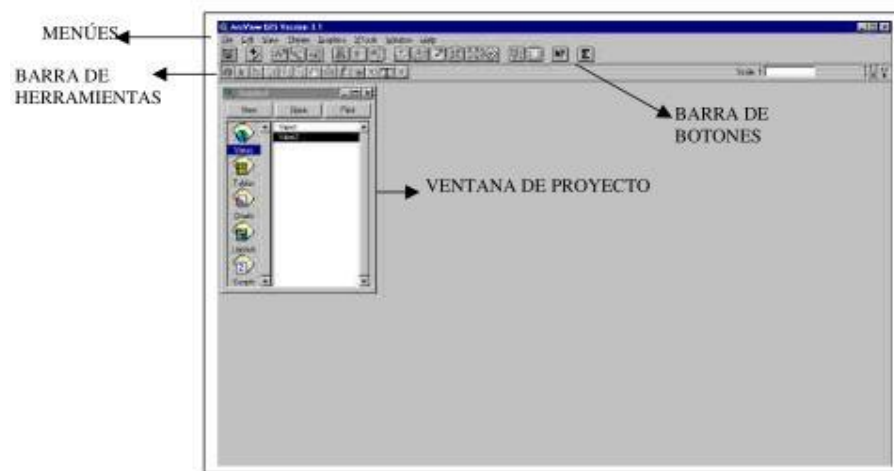 MENÚES
ArcView GIS Version 3.1
File Edit View Theme Graphics XTools Window Help
BARRA DE
HERRAMIENTAS
Scale 1:
New Open Print
View1
View2
Views
Tables
Charts
Layouts
Scripts
BARRA DE
BOTONES
VENTANA DE PROYECTO